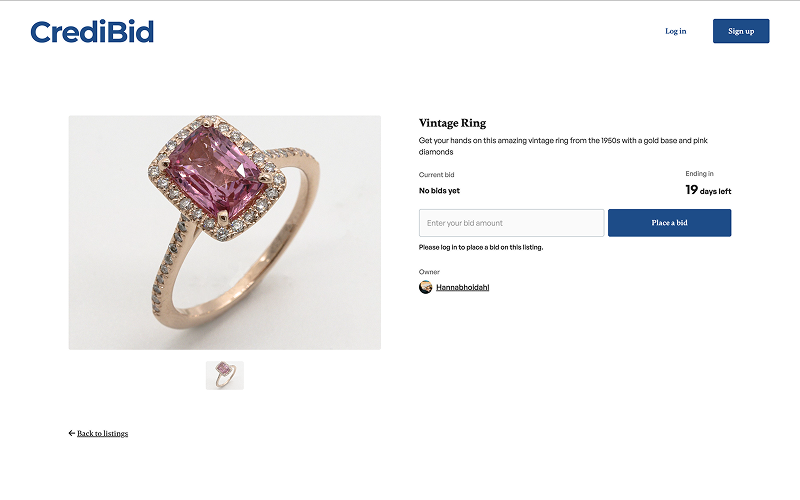 CrediBid
Log in
Sign up
Vintage Ring
Get your hands on this amazing vintage ring from the 1950s with a gold base and pink
diamonds
Current bid
Ending in
No bids yet
19 days left
Enter your bid amount
Place a bid
Please log in to place a bid on this listing.
Owner
Hannabholdahl
← Back to listings